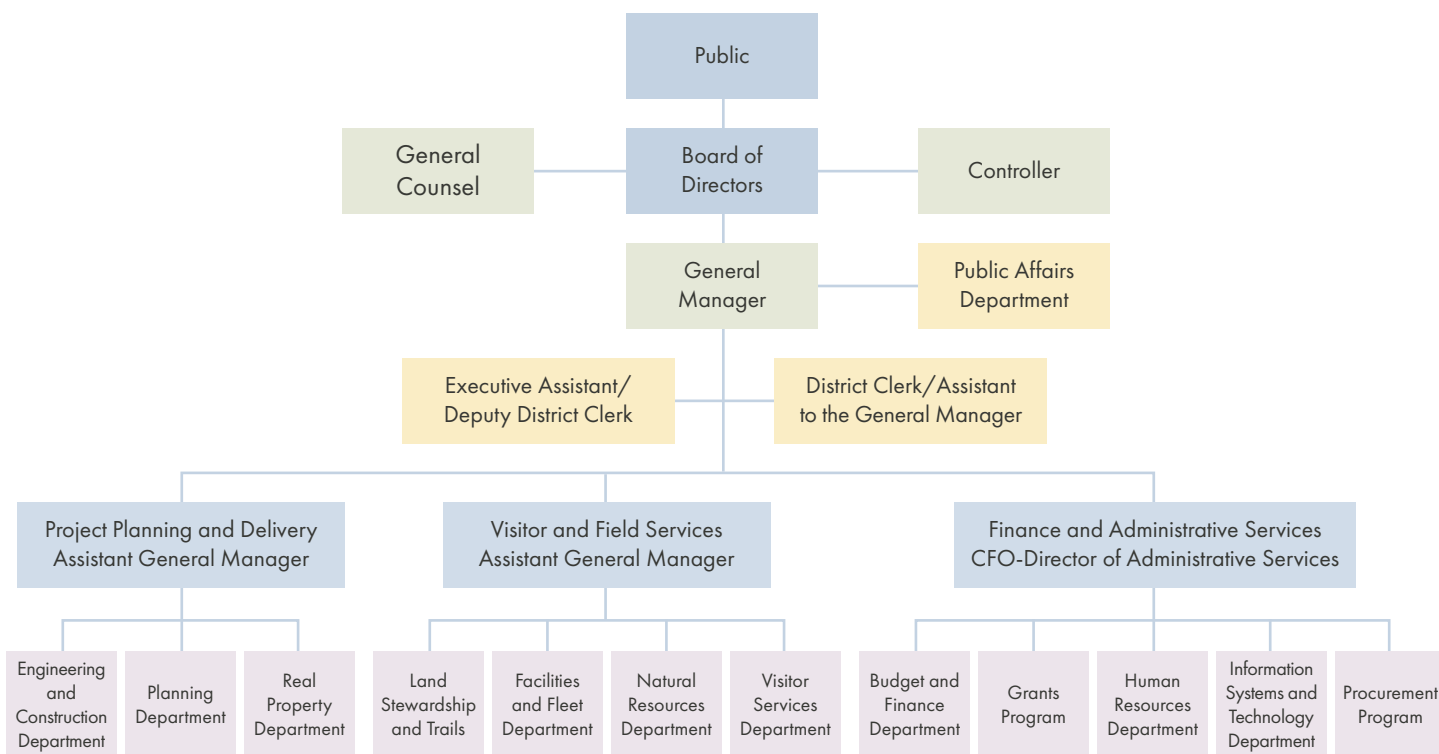 Public
General
Counsel
Board of
Directors
Controller
General
Manager
Public Affairs
Department
Executive Assistant/
Deputy District Clerk
District Clerk/Assistant
to the General Manager
Project Planning and Delivery
Assistant General Manager
Visitor and Field Services
Assistant General Manager
Finance and Administrative Services
CFO-Director of Administrative Services
Engineering
and
Construction
Department
Planning
Department
Real
Property
Department
Land
Stewardship
and Trails
Facilities
and Fleet
Department
Natural
Resources
Department
Visitor
Services
Department
Budget and
Finance
Department
Grants
Program
Human
Resources
Department
Information
Systems and
Technology
Department
Procurement
Program